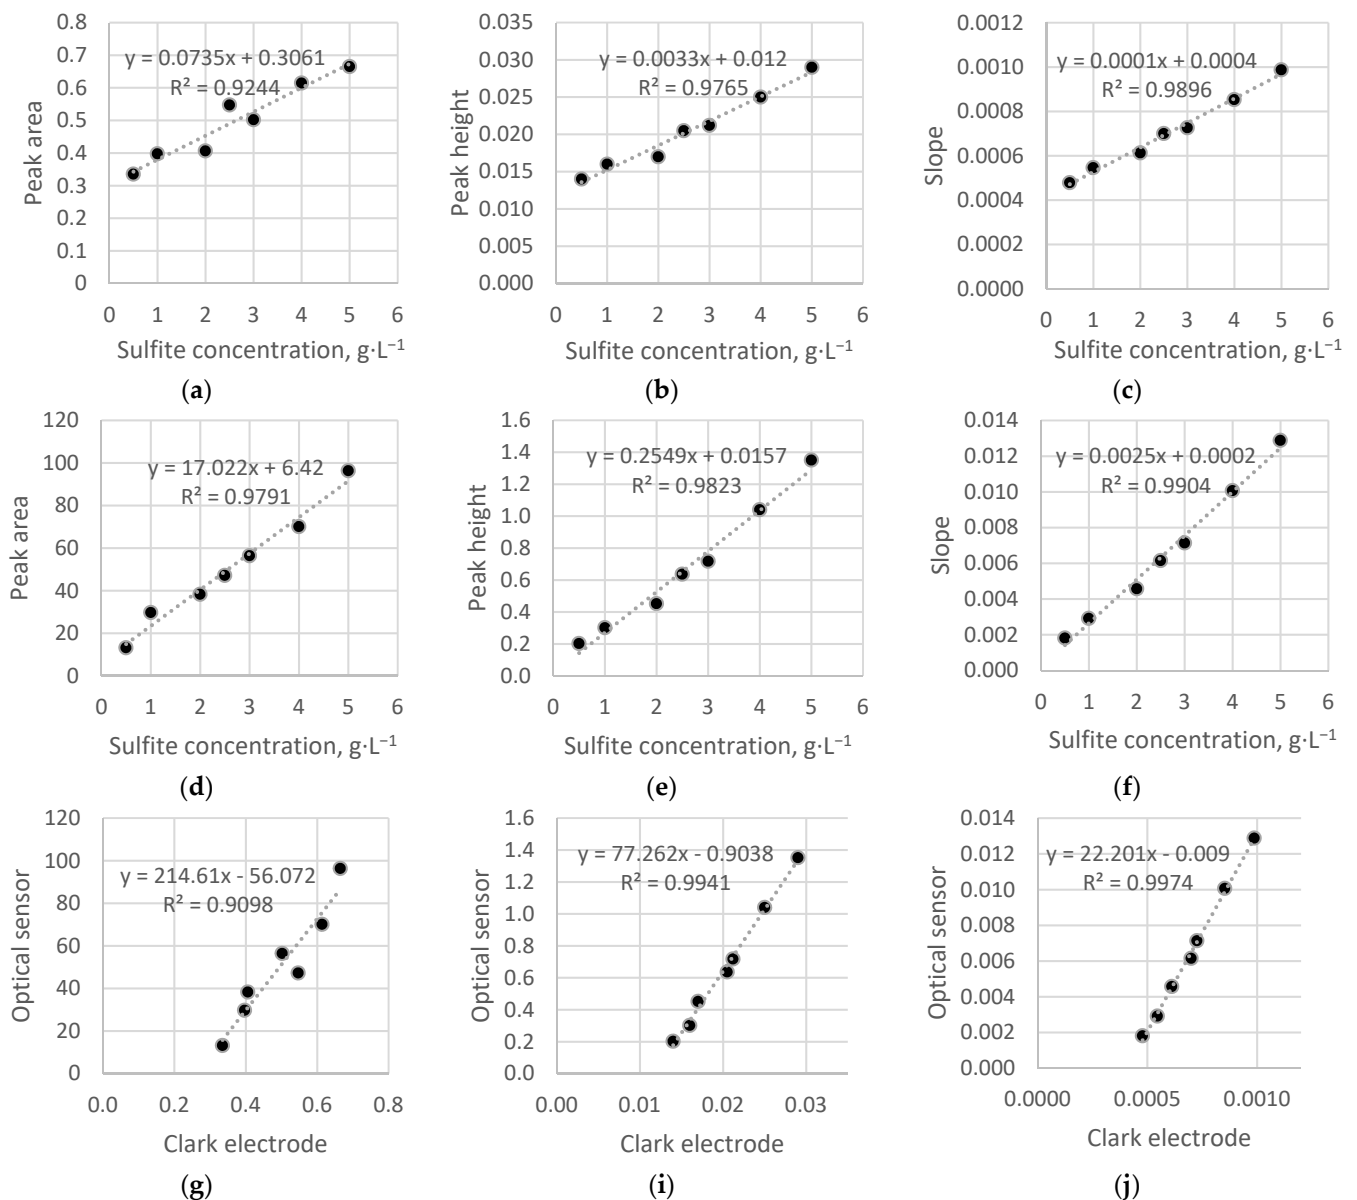 0.8
0.7
0.6
0.5
0.4
0.3
0.2
0.1
0
Peak area
y = 0.0735x + 0.3061
R² = 0.9244
0 1 2 3 4 5 6
Sulfite concentration, g·L⁻¹
(a)
0.035
0.030
0.025
0.020
0.015
0.010
0.005
0.000
Peak height
y = 0.0033x + 0.012
R² = 0.9765
0 1 2 3 4 5 6
Sulfite concentration, g·L⁻¹
(b)
0.0012
0.0010
0.0008
0.0006
0.0004
0.0002
0.0000
Slope
y = 0.0001x + 0.0004
R² = 0.9896
0 1 2 3 4 5 6
Sulfite concentration, g·L⁻¹
(c)
120
100
80
60
40
20
0
Peak area
y = 17.022x + 6.42
R² = 0.9791
0 1 2 3 4 5 6
Sulfite concentration, g·L⁻¹
(d)
1.6
1.4
1.2
1.0
0.8
0.6
0.4
0.2
0.0
Peak height
y = 0.2549x + 0.0157
R² = 0.9823
0 1 2 3 4 5 6
Sulfite concentration, g·L⁻¹
(e)
0.014
0.012
0.010
0.008
0.006
0.004
0.002
0.000
Slope
y = 0.0025x + 0.0002
R² = 0.9904
0 1 2 3 4 5 6
Sulfite concentration, g·L⁻¹
(f)
120
100
80
60
40
20
0
Optical sensor
y = 214.61x - 56.072
R² = 0.9098
0.0 0.2 0.4 0.6 0.8
Clark electrode
(g)
1.6
1.4
1.2
1.0
0.8
0.6
0.4
0.2
0.0
Optical sensor
y = 77.262x - 0.9038
R² = 0.9941
0.00 0.01 0.02 0.03
Clark electrode
(i)
0.014
0.012
0.010
0.008
0.006
0.004
0.002
0.000
Optical sensor
y = 22.201x - 0.009
R² = 0.9974
0.0000 0.0005 0.0010
Clark electrode
(j)